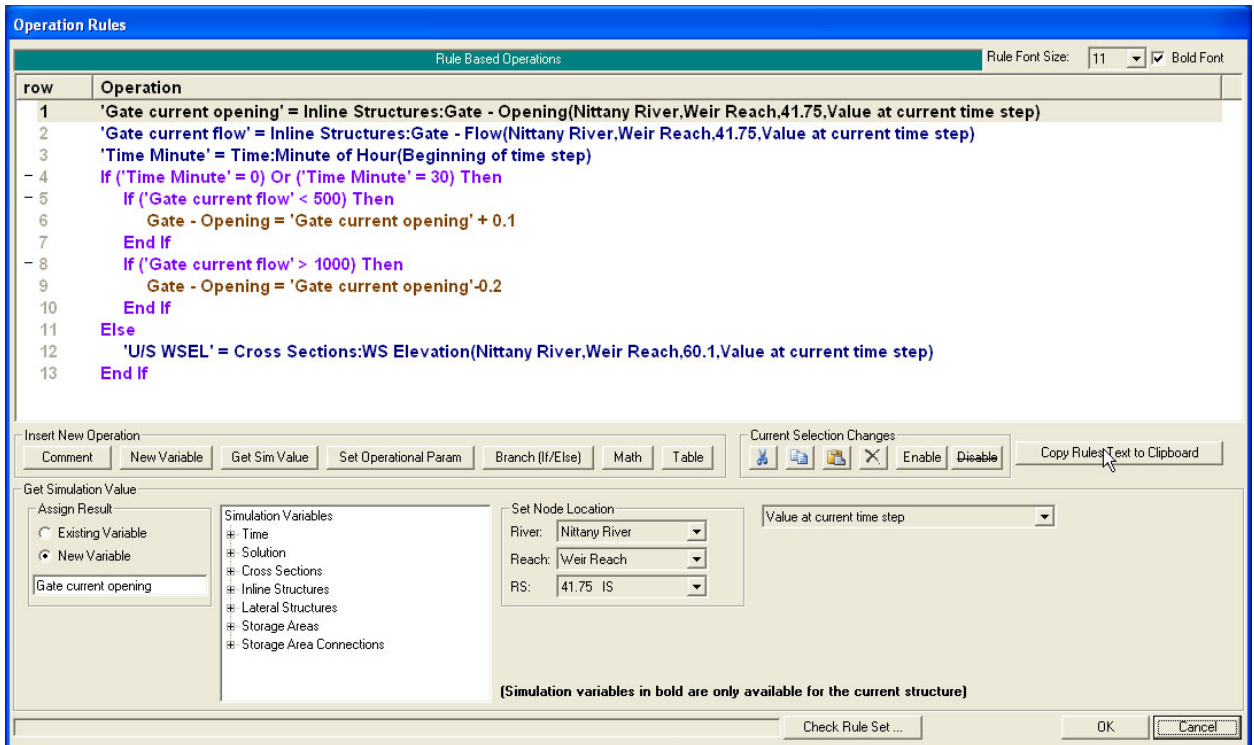 Operation Rules
Rule Based Operations Rule Font Size: 11 Bold Font
row Operation
1 'Gate current opening' = Inline Structures:Gate - Opening(Nittany River,Weir Reach,41.75,Value at current time step)
2 'Gate current flow' = Inline Structures:Gate - Flow(Nittany River,Weir Reach,41.75,Value at current time step)
3 'Time Minute' = Time:Minute of Hour(Beginning of time step)
4 If ('Time Minute' = 0) Or ('Time Minute' = 30) Then
5 If ('Gate current flow' < 500) Then
6 Gate - Opening = 'Gate current opening' + 0.1
7 End If
8 If ('Gate current flow' > 1000) Then
9 Gate - Opening = 'Gate current opening'-0.2
10 End If
11 Else
12 'U/S WSEL' = Cross Sections:WS Elevation(Nittany River,Weir Reach,60.1,Value at current time step)
13 End If
Insert New Operation
Comment New Variable Get Sim Value Set Operational Param Branch (If/Else) Math Table
Current Selection Changes
Enable Disable
Copy Rules Text to Clipboard
Get Simulation Value
Assign Result
Existing Variable
New Variable
Gate current opening
Simulation Variables
Time
Solution
Cross Sections
Inline Structures
Lateral Structures
Storage Areas
Storage Area Connections
Set Node Location
River: Nittany River
Reach: Weir Reach
RS: 41.75 IS
Value at current time step
(Simulation variables in bold are only available for the current structure)
Check Rule Set ... OK Cancel